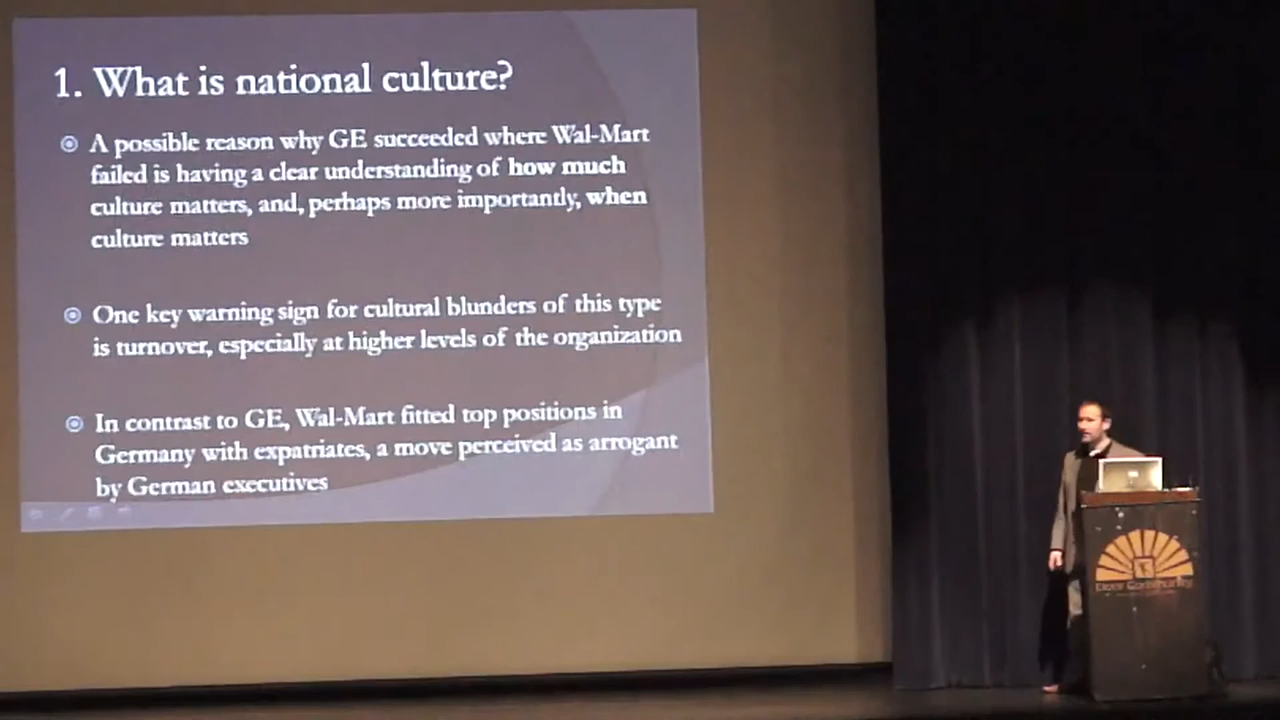 1. What is national culture?
A possible reason why GE succeeded where Wal-Mart
failed is having a clear understanding of how much
culture matters, and, perhaps more importantly, when
culture matters
One key warning sign for cultural blunders of this type
is turnover, especially at higher levels of the organization
In contrast to GE, Wal-Mart fitted top positions in
Germany with expatriates, a move perceived as arrogant
by German executives